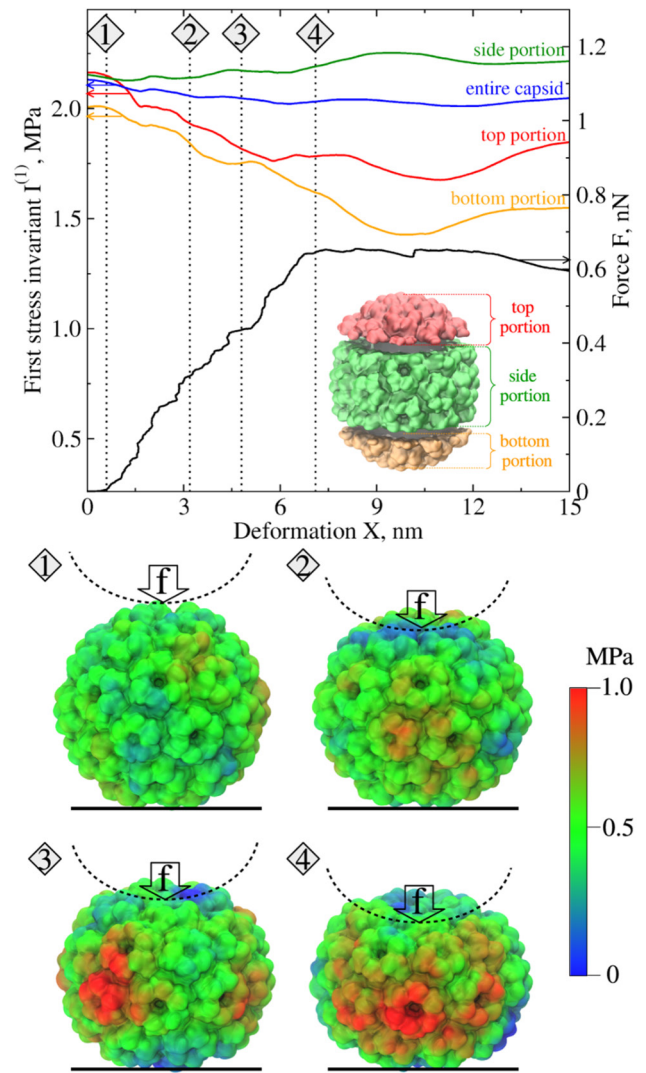 1 2 3 4
First stress invariant I(1), MPa
2.0
1.5
1.0
0.5
side portion
entire capsid
top portion
bottom portion
1.2
1
0.8
0.6
0.4
0.2
0
Force F, nN
top
portion
side
portion
bottom
portion
0 3 6 9 12 15
Deformation X, nm
1
f
2
f
MPa
1.0
0.5
0
3
f
4
f